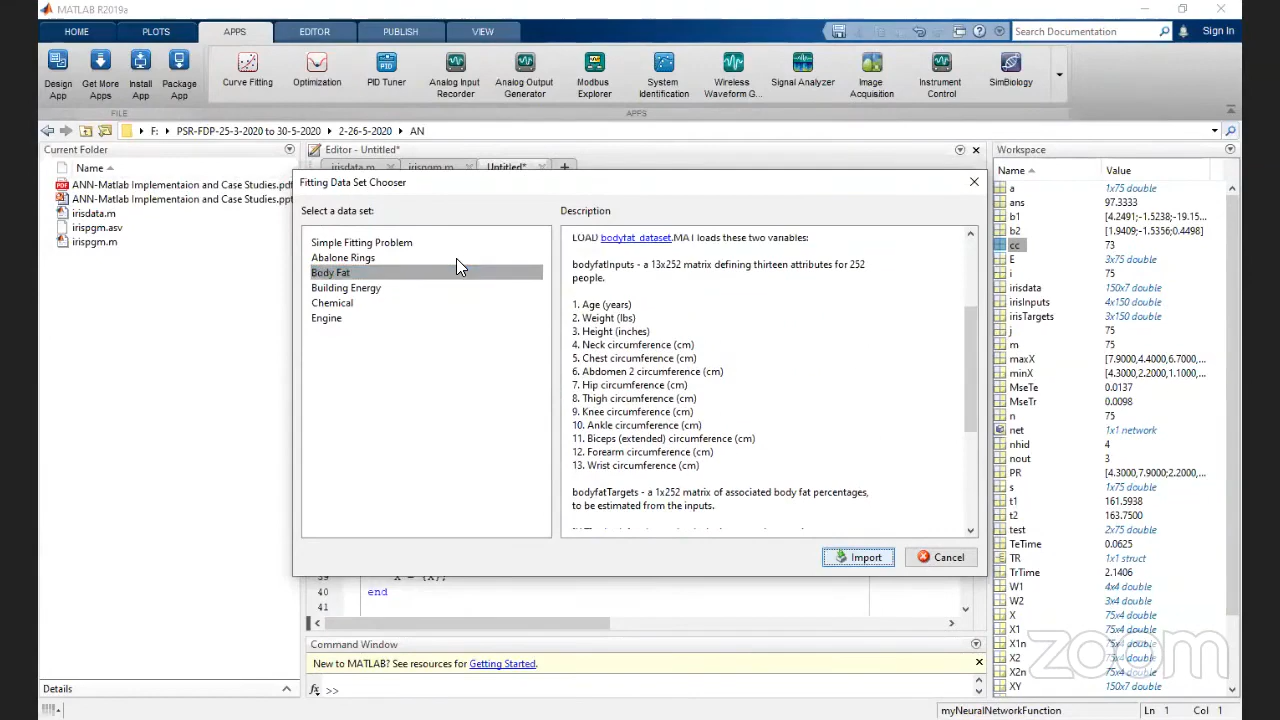 MATLAB R2019a
HOME PLOTS APPS EDITOR PUBLISH VIEW Search Documentation Sign In
Design App
Get More Apps
Install App
Package App
Curve Fitting
Optimization
PID Tuner
Analog Input Recorder
Analog Output Generator
Modbus Explorer
System Identification
Wireless Waveform G...
Signal Analyzer
Image Acquisition
Instrument Control
SimBiology
FILE APPS
F: PSR-FDP-25-3-2020 to 30-5-2020 2-26-5-2020 AN
Current Folder
Name
ANN-Matlab Implementaion and Case Studies.pdf
ANN-Matlab Implementaion and Case Studies.ppt
irisdata.m
irispgm.asv
irispgm.m
Details
Editor - Untitled*
irisdata.m irispgm.m Untitled* +
Fitting Data Set Chooser
Select a data set:
Simple Fitting Problem
Abalone Rings
Body Fat
Building Energy
Chemical
Engine
Description
LOAD bodyfat_dataset.MAT loads these two variables:
bodyfatInputs - a 13x252 matrix defining thirteen attributes for 252
people.
1. Age (years)
2. Weight (lbs)
3. Height (inches)
4. Neck circumference (cm)
5. Chest circumference (cm)
6. Abdomen 2 circumference (cm)
7. Hip circumference (cm)
8. Thigh circumference (cm)
9. Knee circumference (cm)
10. Ankle circumference (cm)
11. Biceps (extended) circumference (cm)
12. Forearm circumference (cm)
13. Wrist circumference (cm)
bodyfatTargets - a 1x252 matrix of associated body fat percentages,
to be estimated from the inputs.
Import Cancel
39 X = {X};
40 end
41
Command Window
New to MATLAB? See resources for Getting Started.
fx >>
Workspace
Name Value
a 1x75 double
ans 97.3333
b1 [4.2491;-1.5238;-19.15...
b2 [1.9409;-1.5356;0.4498]
cc 73
E 3x75 double
i 75
irisdata 150x7 double
irisInputs 4x150 double
irisTargets 3x150 double
j 75
m 75
maxX [7.9000,4.4000,6.7000,...
minX [4.3000,2.2000,1.1000,...
MseTe 0.0137
MseTr 0.0098
n 75
net 1x1 network
nhid 4
nout 3
PR [4.3000,7.9000;2.2000,...
s 1x75 double
t1 161.5938
t2 163.7500
test 2x75 double
TeTime 0.0625
TR 1x1 struct
TrTime 2.1406
W1 4x4 double
W2 3x4 double
X 75x4 double
X1 75x4 double
X1n 75x4 double
X2 75x4 double
X2n 75x4 double
XY 150x7 double
zoom
myNeuralNetworkFunction Ln 1 Col 1